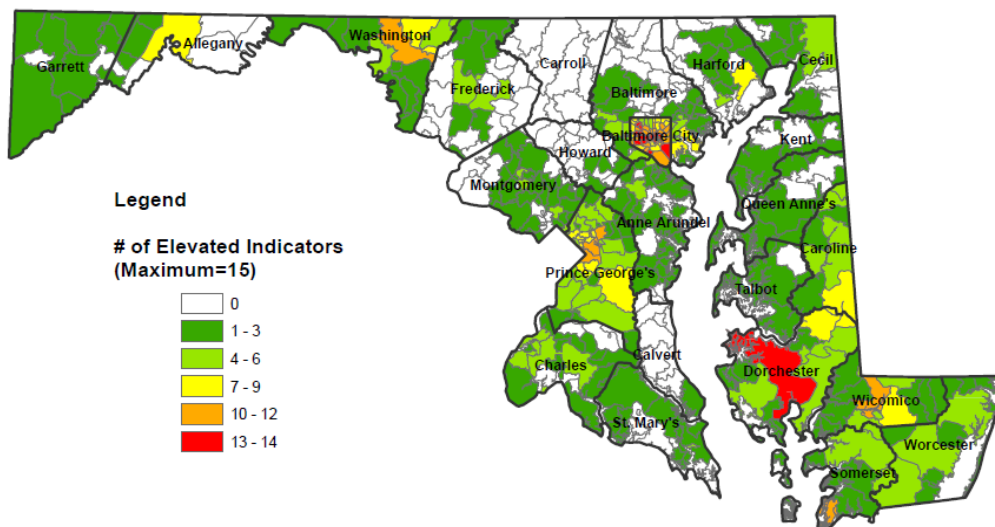 Washington
Allegany
Garrett
Carroll
Harford
Cecil
Frederick
Baltimore
Baltimore City
Kent
Howard
Montgomery
Queen Anne's
Anne Arundel
Caroline
Prince George's
Talbot
Calvert
Charles
Dorchester
Wicomico
St. Mary's
Worcester
Somerset
Legend
# of Elevated Indicators
(Maximum=15)
0
1 - 3
4 - 6
7 - 9
10 - 12
13 - 14